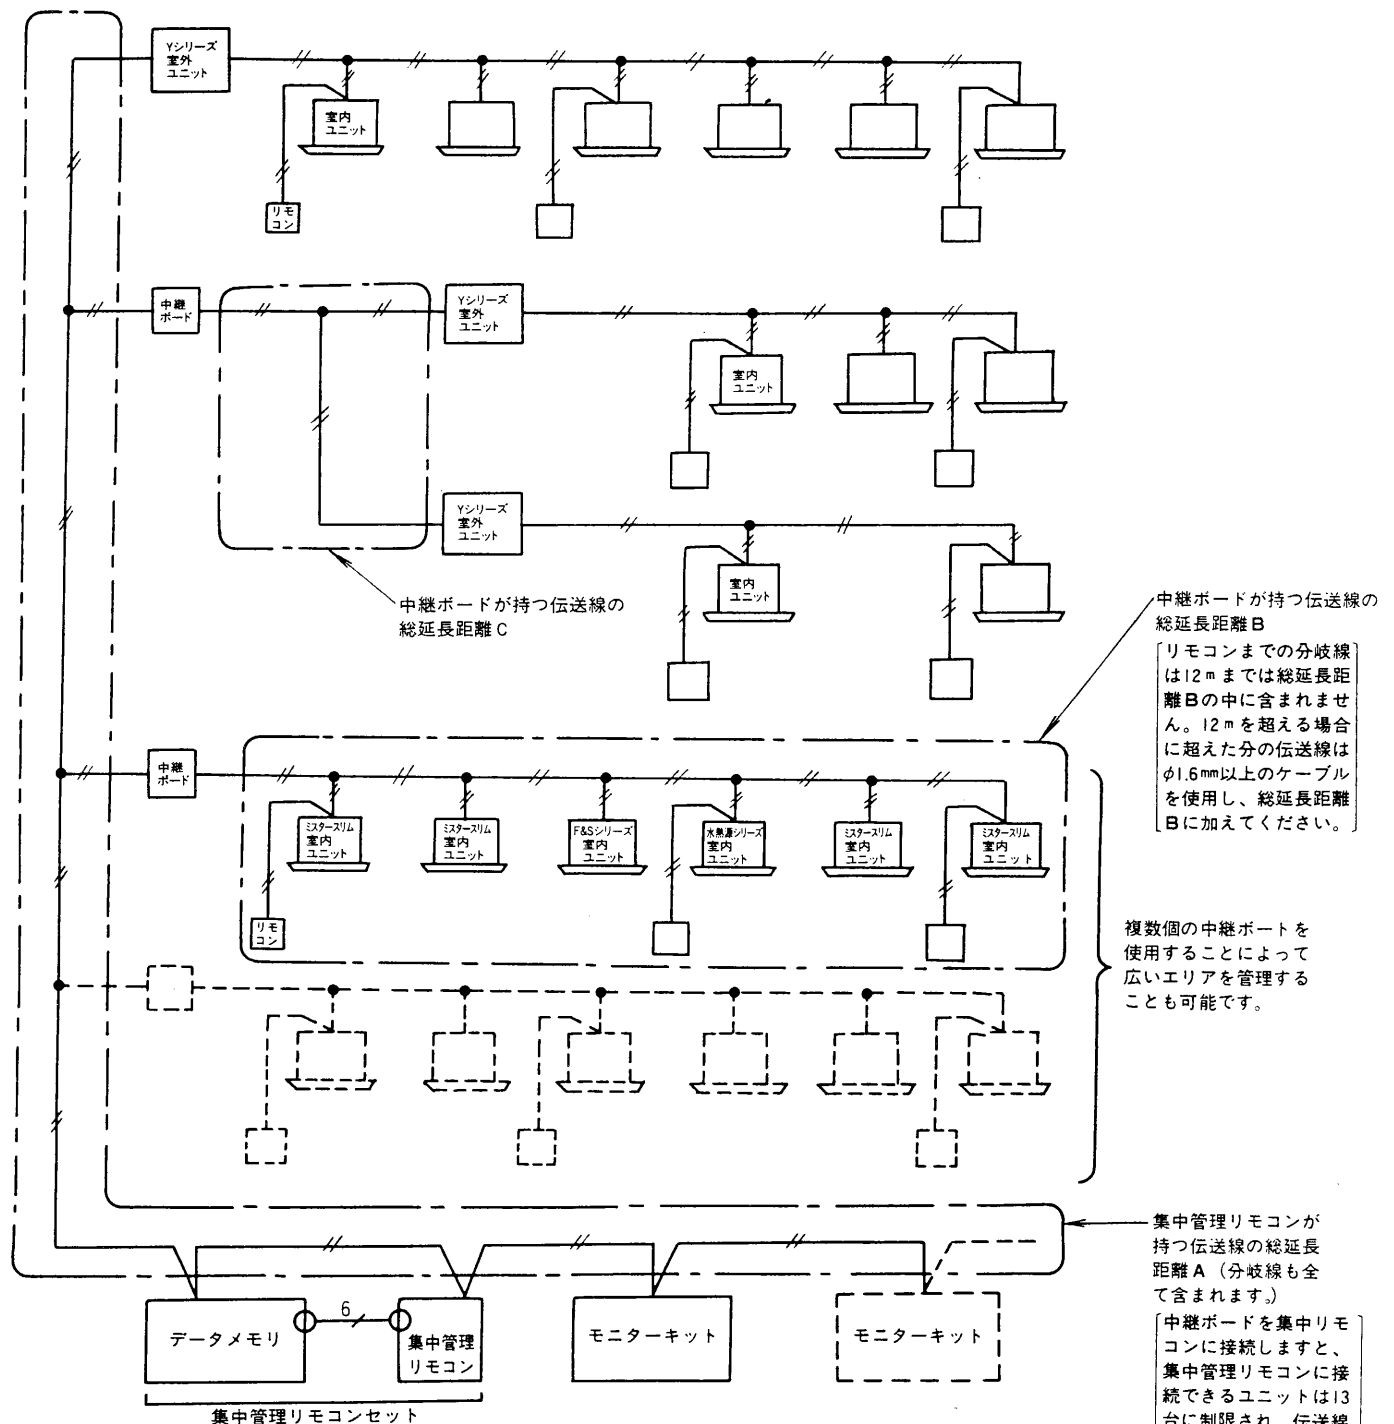 Yシリーズ
室外
ユニット
室内
ユニット
リモ
コン
中継
ボード
Yシリーズ
室外
ユニット
室内
ユニット
Yシリーズ
室外
ユニット
室内
ユニット
中継ボードが持つ伝送線の
総延長距離C
中継ボードが持つ伝送線の
総延長距離B
リモコンまでの分岐線
は12mまでは総延長距
離Bの中に含まれませ
ん。12mを超える場合
に超えた分の伝送線は
φ1.6mm以上のケーブル
を使用し、総延長距離
Bに加えてください。
中継
ボード
ミスタースリム
室内
ユニット
ミスタースリム
室内
ユニット
F&Sシリーズ
室内
ユニット
水熱源シリーズ
室内
ユニット
ミスタースリム
室内
ユニット
ミスタースリム
室内
ユニット
リモ
コン
複数個の中継ボートを
使用することによって
広いエリアを管理する
ことも可能です。
集中管理リモコンが
持つ伝送線の総延長
距離A(分岐線も全
て含まれます。)
中継ボードを集中リモ
コンに接続しますと、
集中管理リモコンに接
続できるユニットは13
台に制限され、伝送線
データメモリ
6
集中管理
リモコン
モニターキット
モニターキット
集中管理リモコンセット